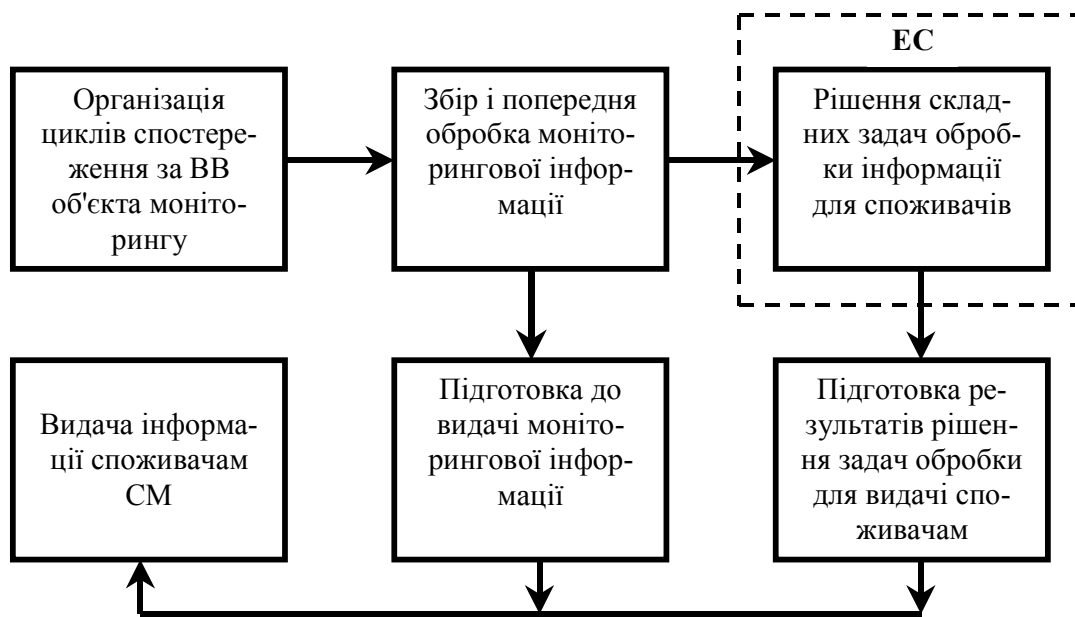 ЕС
Організація
циклів спостере-
ження за ВВ
об'єкта моніто-
рингу
Збір і попередня
обробка моніто-
рингової інфор-
мації
Рішення склад-
них задач оброб-
ки інформації
для споживачів
Видача інформа-
ції споживачам
СМ
Підготовка до
видачі моніто-
рингової інфор-
мації
Підготовка ре-
зультатів рішен-
ня задач обробки
для видачі спо-
живачам